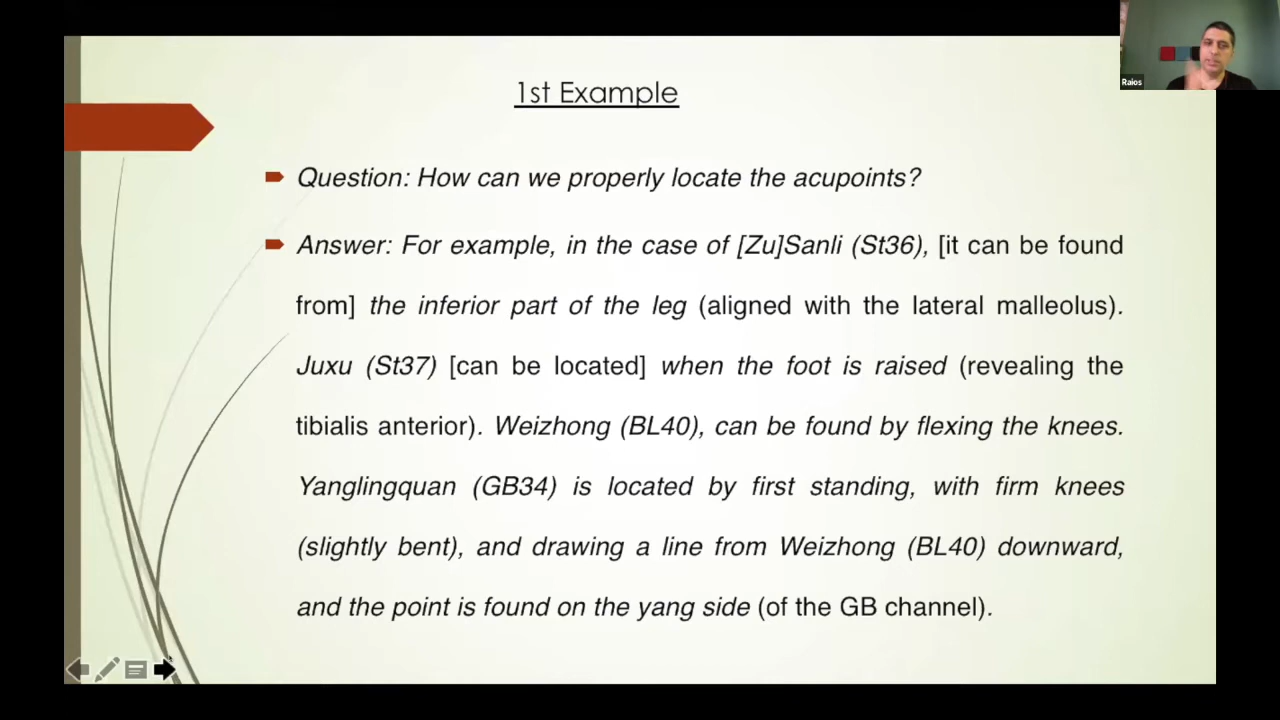 1st Example
Question: How can we properly locate the acupoints?
Answer: For example, in the case of [Zu]Sanli (St36), [it can be found
from] the inferior part of the leg (aligned with the lateral malleolus).
Juxu (St37) [can be located] when the foot is raised (revealing the
tibialis anterior). Weizhong (BL40), can be found by flexing the knees.
Yanglingquan (GB34) is located by first standing, with firm knees
(slightly bent), and drawing a line from Weizhong (BL40) downward,
and the point is found on the yang side (of the GB channel).
Raios